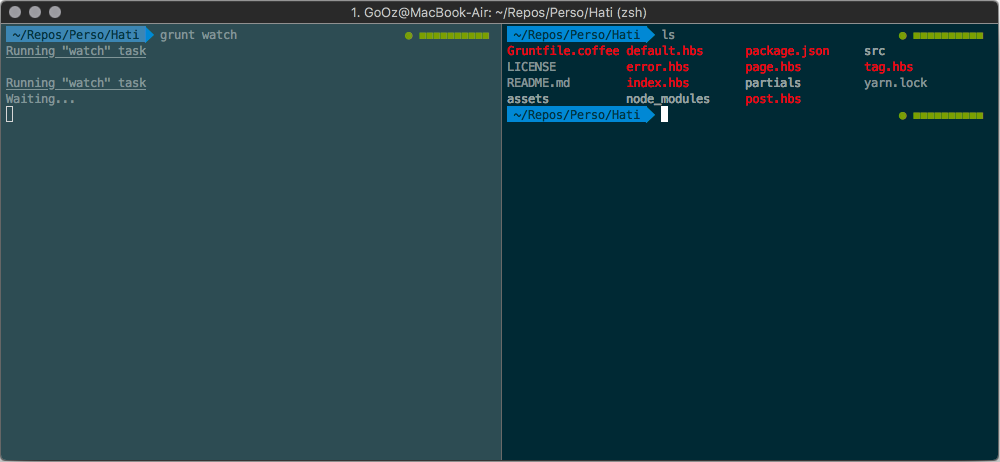 1. GoOz@MacBook-Air: ~/Repos/Perso/Hati (zsh)
~/Repos/Perso/Hati grunt watch
Running "watch" task
Running "watch" task
Waiting...
~/Repos/Perso/Hati ls
Gruntfile.coffee default.hbs package.json src
LICENSE error.hbs page.hbs tag.hbs
README.md index.hbs partials yarn.lock
assets node_modules post.hbs
~/Repos/Perso/Hati